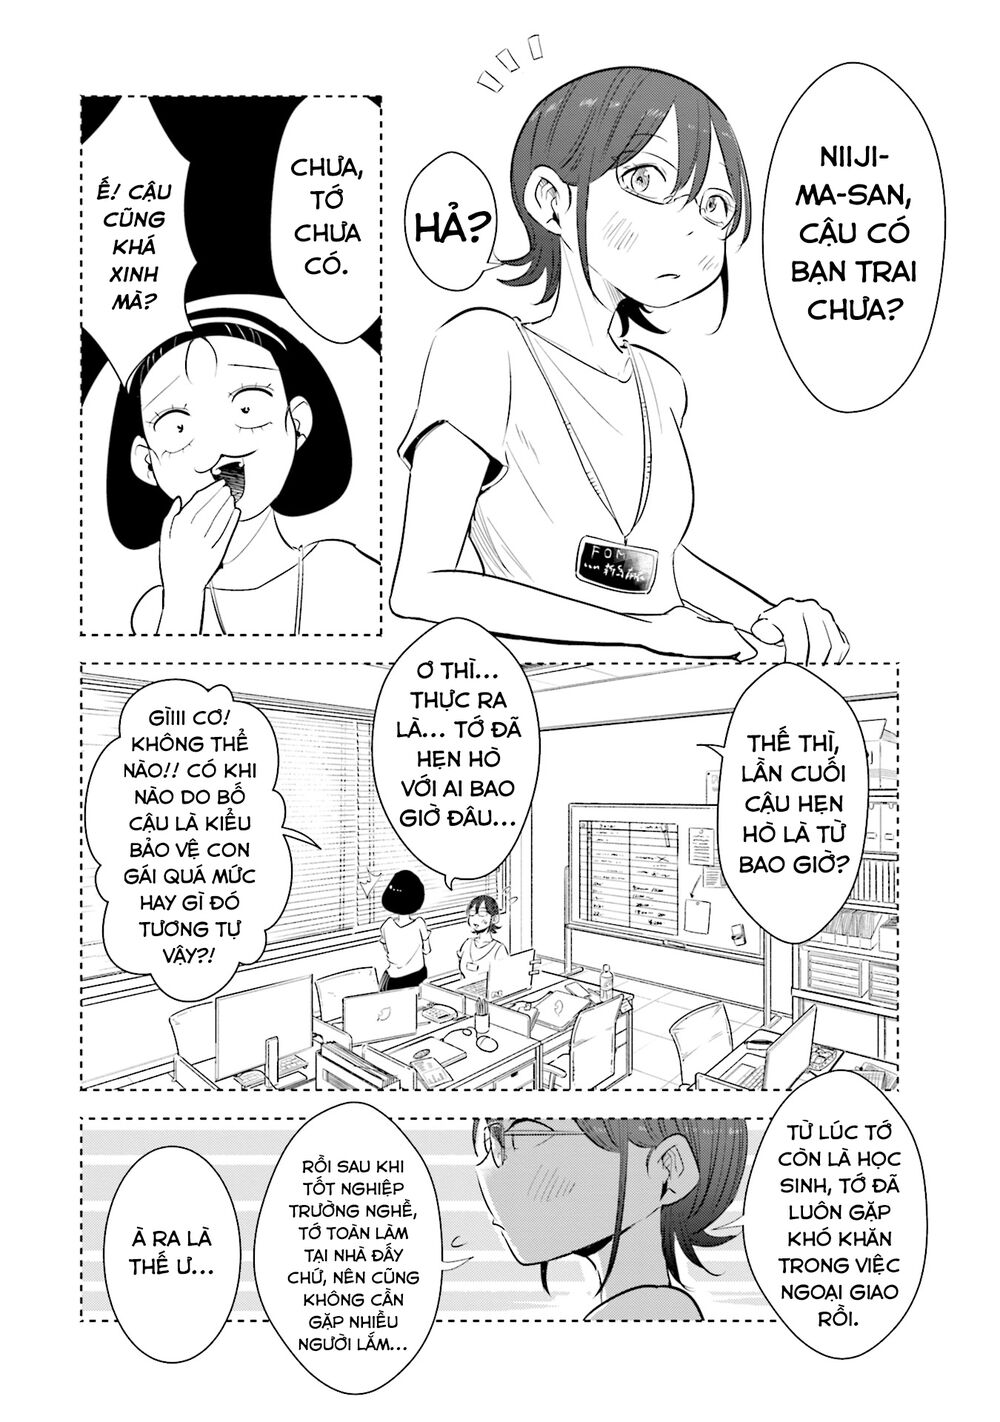 NIIJI-
MA-SAN,
CẬU CÓ
BẠN TRAI
CHƯA?
HẢ?
CHƯA,
TỚ
CHƯA
CÓ.
Ế! CẬU
CŨNG
KHÁ
XINH
MÀ?
FOM
THẾ THÌ,
LẦN CUỐI
CẬU HẸN
HÒ LÀ TỪ
BAO GIỜ?
Ơ THÌ...
THỰC RA
LÀ... TỚ ĐÃ
HẸN HÒ
VỚI AI BAO
GIỜ ĐÂU...
GÌIII CƠ!
KHÔNG THỂ
NÀO!! CÓ KHI
NÀO DO BỐ
CẬU LÀ KIỂU
BẢO VỆ CON
GÁI QUÁ MỨC
HAY GÌ ĐÓ
TƯƠNG TỰ
VẬY?!
TỪ LÚC TỚ
CÒN LÀ HỌC
SINH, TỚ ĐÃ
LUÔN GẶP
KHÓ KHĂN
TRONG VIỆC
NGOẠI GIAO
RỒI.
RỒI SAU KHI
TỐT NGHIỆP
TRƯỜNG NGHỀ,
TỚ TOÀN LÀM
TẠI NHÀ ĐẤY
CHỨ, NÊN CŨNG
KHÔNG CẦN
GẶP NHIỀU
NGƯỜI LẮM...
À RA LÀ
THẾ Ư...